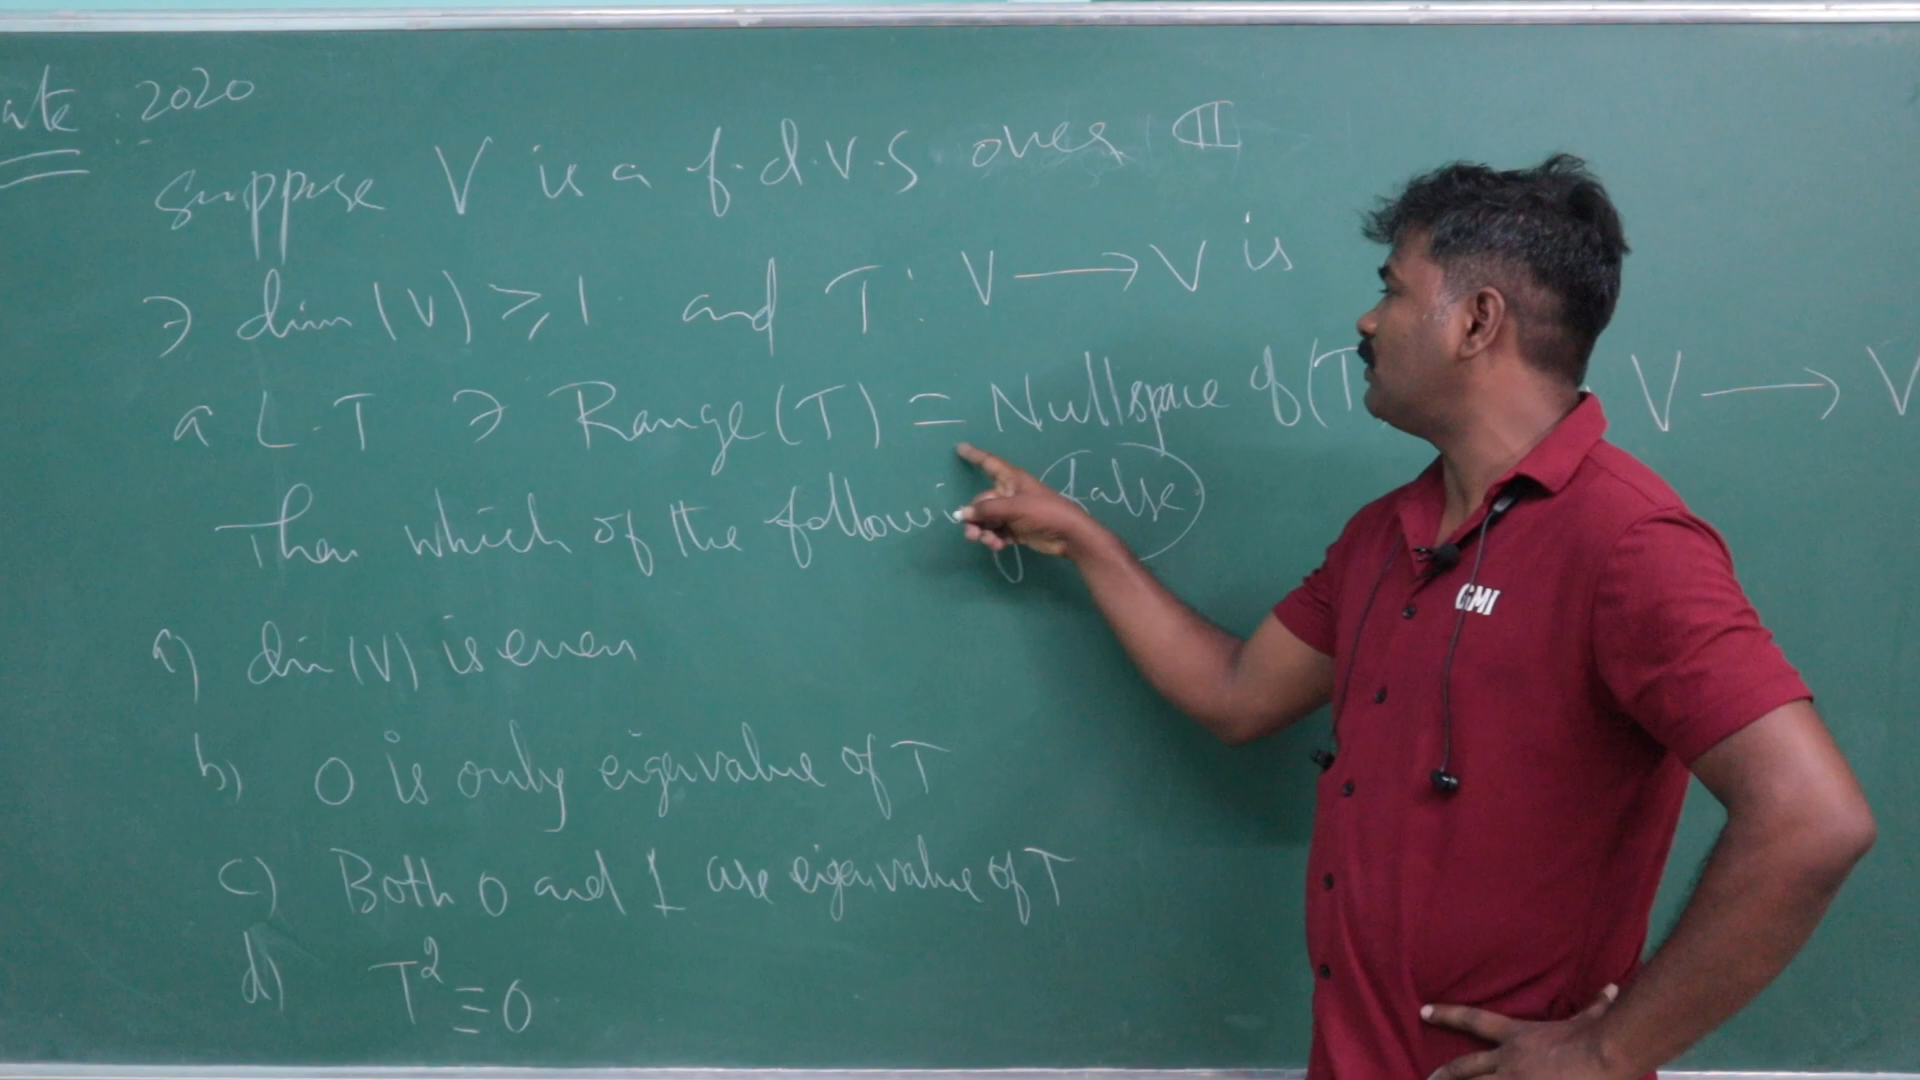 ate : 2020
Suppose V is a f.d.v.s over ℂ
∋ dim (V) ≥ 1 and T : V → V is
a L.T ∋ Range (T) = Nullspace of (T V → V
Then which of the following false
a) dim (V) is even
b) 0 is only eigenvalue of T
c) Both 0 and 1 are eigenvalue of T
d) T² ≡ 0
GMI